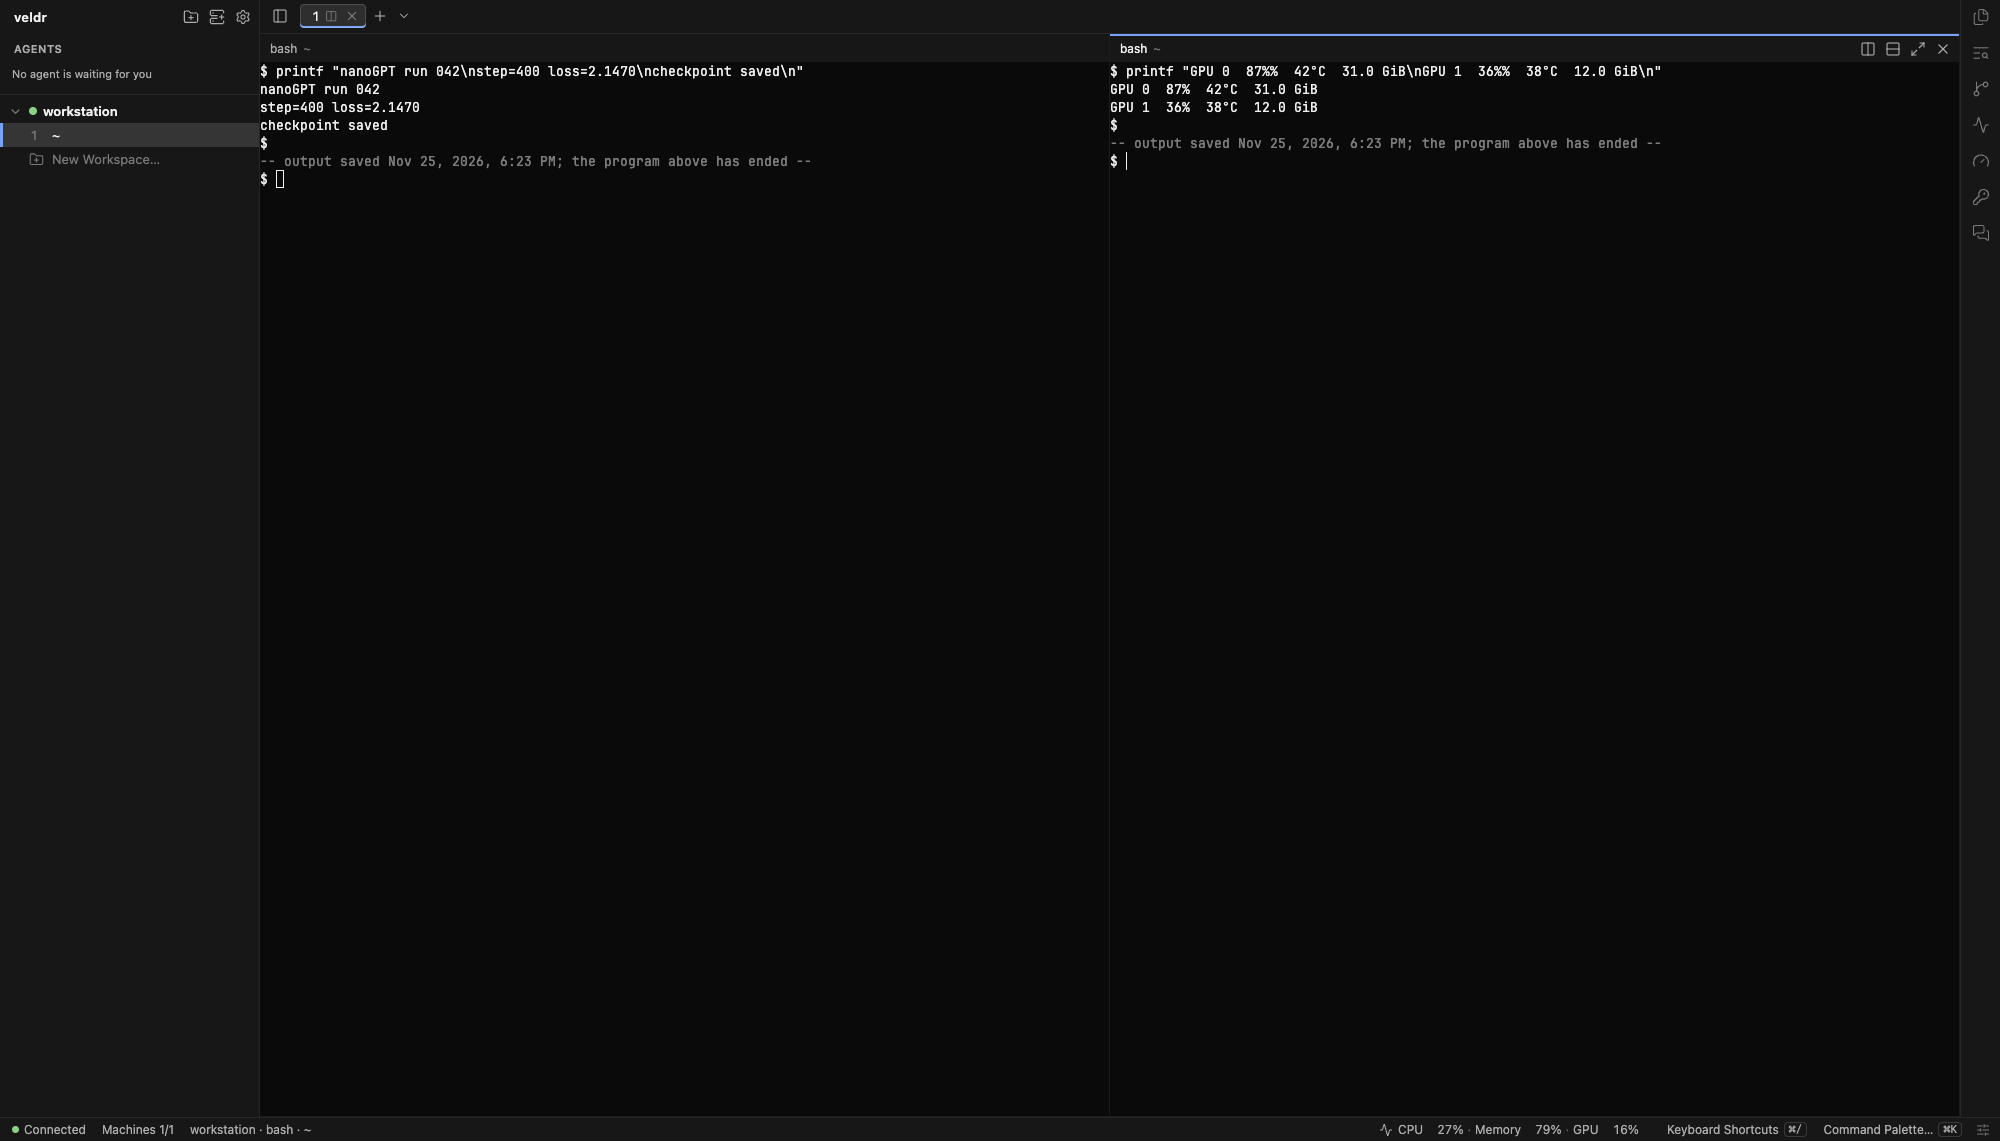 veldr
AGENTS
No agent is waiting for you
workstation
1 ~
New Workspace...
1
bash ~
$ printf "nanoGPT run 042\nstep=400 loss=2.1470\ncheckpoint saved\n"
nanoGPT run 042
step=400 loss=2.1470
checkpoint saved
$
-- output saved Nov 25, 2026, 6:23 PM; the program above has ended --
$
bash ~
$ printf "GPU 0  87%%  42°C  31.0 GiB\nGPU 1  36%%  38°C  12.0 GiB\n"
GPU 0  87%  42°C  31.0 GiB
GPU 1  36%  38°C  12.0 GiB
$
-- output saved Nov 25, 2026, 6:23 PM; the program above has ended --
$
Connected Machines 1/1 workstation · bash · ~ CPU 27% · Memory 79% · GPU 16% Keyboard Shortcuts ⌘/ Command Palette... ⌘K